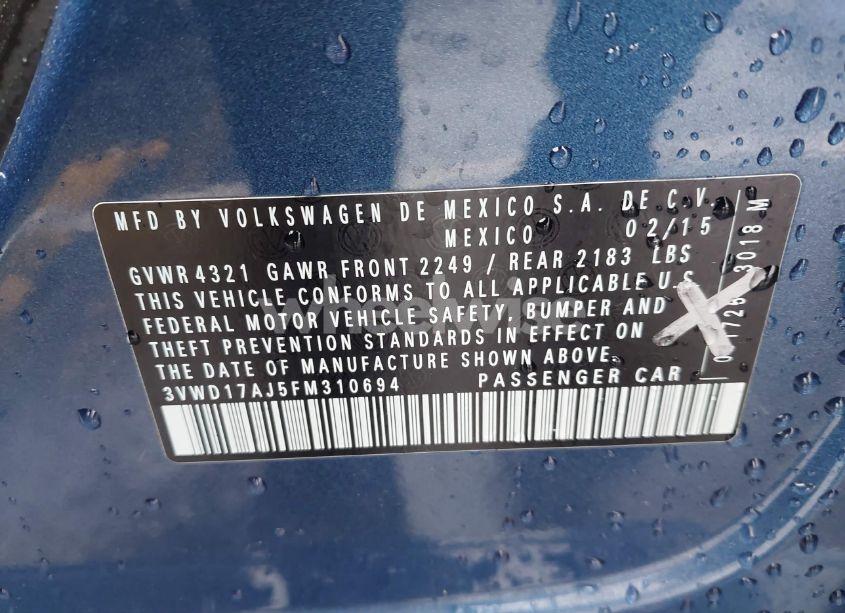 MFD BY VOLKSWAGEN DE MEXICO S.A. DE C.V.
MEXICO 02/15
GVWR 4321 GAWR FRONT 2249 / REAR 2183 LBS
THIS VEHICLE CONFORMS TO ALL APPLICABLE U.S.
FEDERAL MOTOR VEHICLE SAFETY, BUMPER AND
THEFT PREVENTION STANDARDS IN EFFECT ON
THE DATE OF MANUFACTURE SHOWN ABOVE.
3VWD17AJ5FM310694 PASSENGER CAR
3018 M